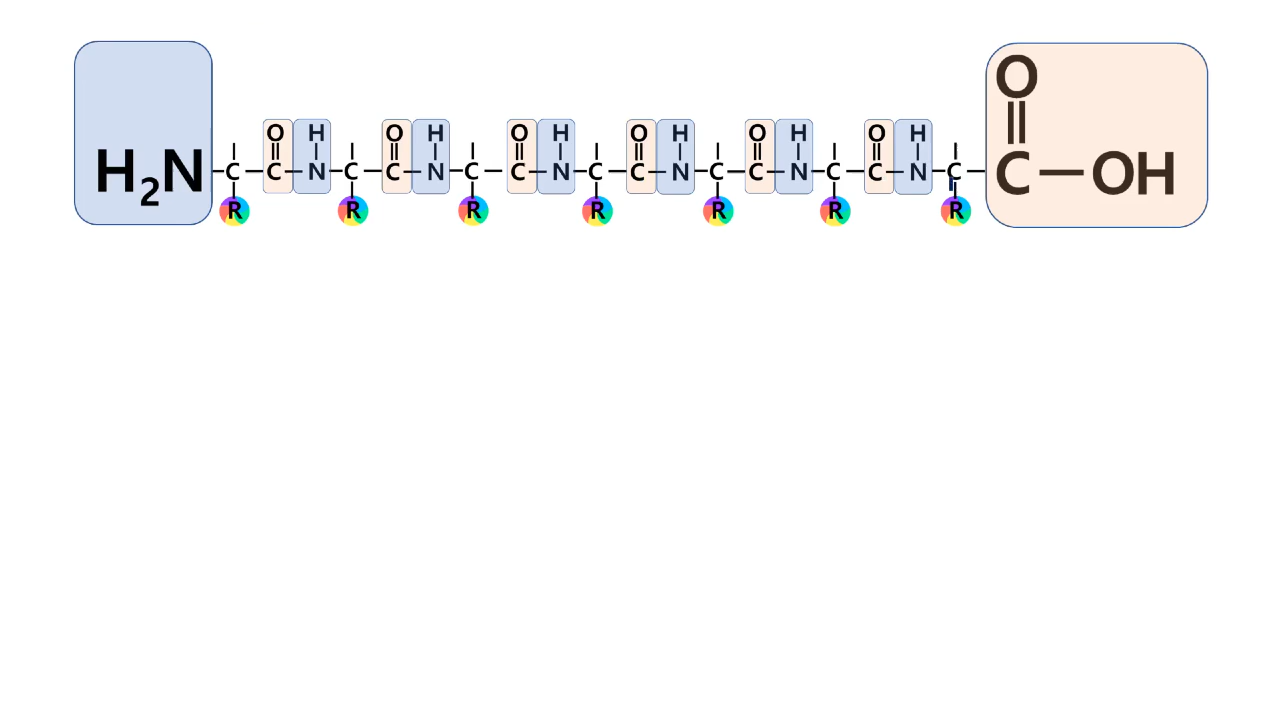 O
O H O H O H O H O H O H
H₂N C C N C C N C C N C C N C C N C C N C C OH
R R R R R R R